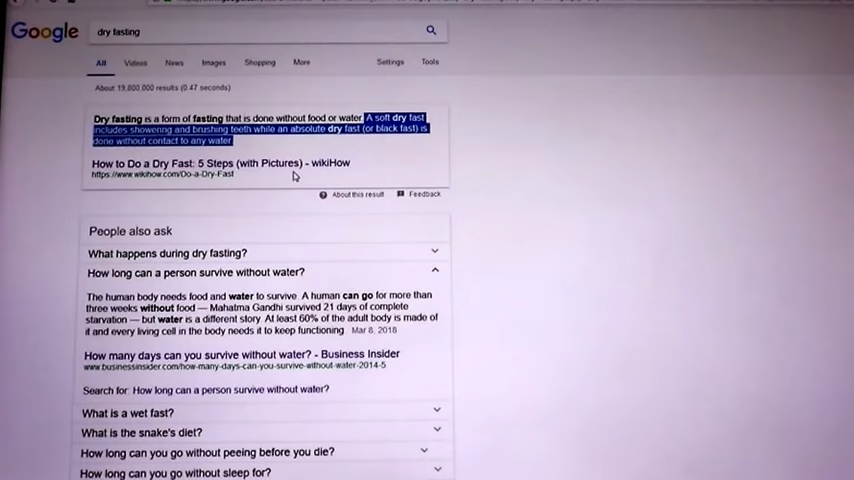 Google
dry fasting
All Videos News Images Shopping More Settings Tools
About 19,800,000 results (0.47 seconds)
Dry fasting is a form of fasting that is done without food or water. A soft dry fast
includes showering and brushing teeth while an absolute dry fast (or black fast) is
done without contact to any water.
How to Do a Dry Fast: 5 Steps (with Pictures) - wikiHow
https://www.wikihow.com/Do-a-Dry-Fast
About this result Feedback
People also ask
What happens during dry fasting?
How long can a person survive without water?
The human body needs food and water to survive. A human can go for more than
three weeks without food — Mahatma Gandhi survived 21 days of complete
starvation — but water is a different story. At least 60% of the adult body is made of
it and every living cell in the body needs it to keep functioning. Mar 8, 2018
How many days can you survive without water? - Business Insider
www.businessinsider.com/how-many-days-can-you-survive-without-water-2014-5
Search for: How long can a person survive without water?
What is a wet fast?
What is the snake's diet?
How long can you go without peeing before you die?
How long can you go without sleep for?